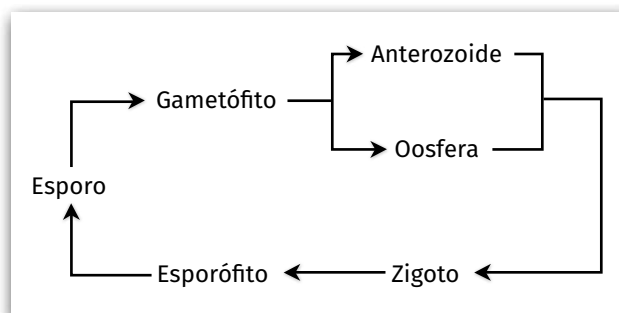 Anterozoide
Gametófito
Oosfera
Esporo
Esporófito
Zigoto